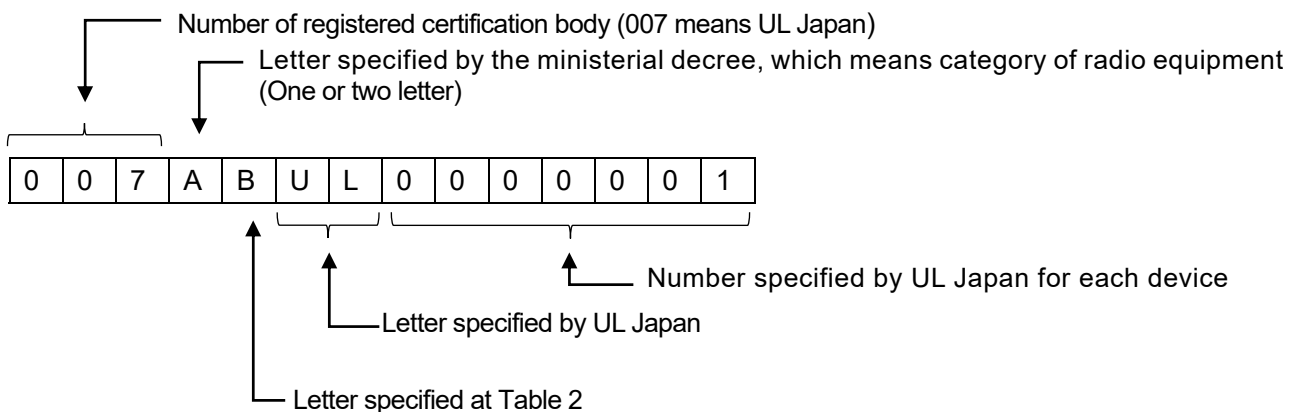 Number of registered certification body (007 means UL Japan)
Letter specified by the ministerial decree, which means category of radio equipment
(One or two letter)
0 0 7 A B U L 0 0 0 0 0 0 1
Number specified by UL Japan for each device
Letter specified by UL Japan
Letter specified at Table 2